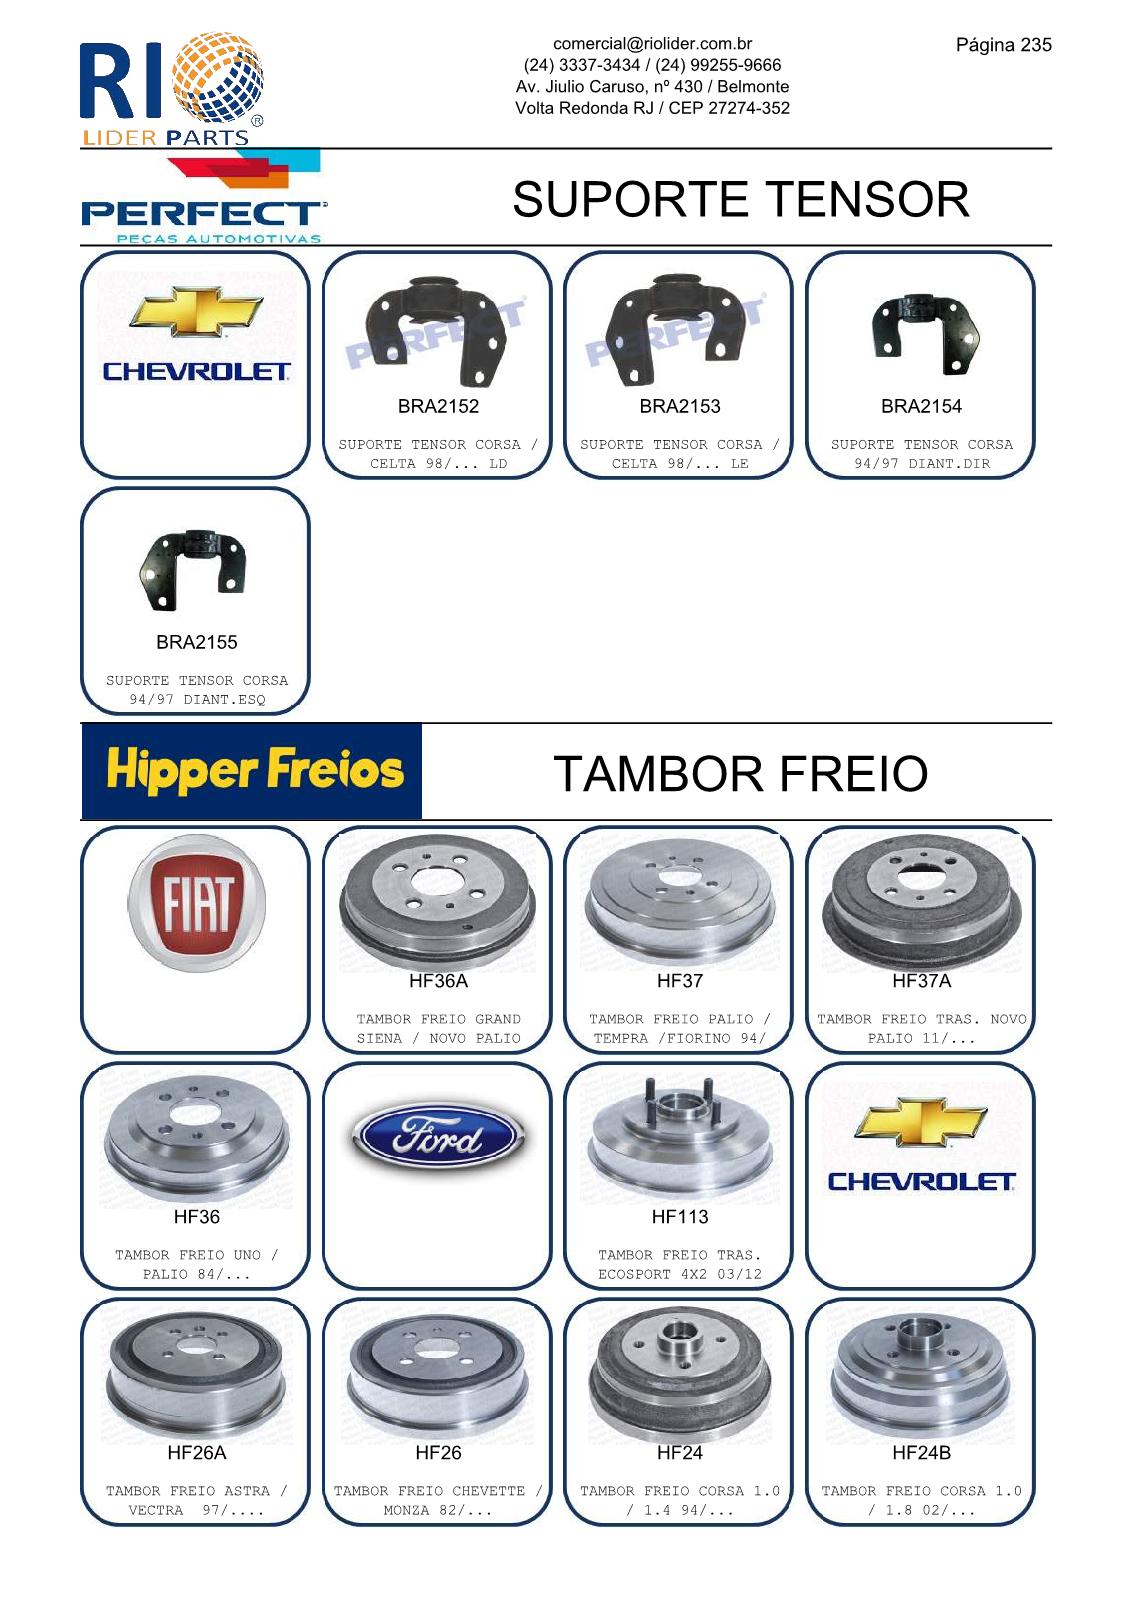 RIO
LIDER PARTS
®
comercial@riolider.com.br
(24) 3337-3434 / (24) 99255-9666
Av. Jiulio Caruso, nº 430 / Belmonte
Volta Redonda RJ / CEP 27274-352
Página 235
PERFECT
PEÇAS AUTOMOTIVAS
SUPORTE TENSOR
CHEVROLET
PERFECT
BRA2152
SUPORTE TENSOR CORSA /
CELTA 98/... LD
PERFECT
BRA2153
SUPORTE TENSOR CORSA /
CELTA 98/... LE
BRA2154
SUPORTE TENSOR CORSA
94/97 DIANT.DIR
BRA2155
SUPORTE TENSOR CORSA
94/97 DIANT.ESQ
Hipper Freios
TAMBOR FREIO
FIAT
HF36A
TAMBOR FREIO GRAND
SIENA / NOVO PALIO
HF37
TAMBOR FREIO PALIO /
TEMPRA /FIORINO 94/
HF37A
TAMBOR FREIO TRAS. NOVO
PALIO 11/...
HF36
TAMBOR FREIO UNO /
PALIO 84/...
Ford
HF113
TAMBOR FREIO TRAS.
ECOSPORT 4X2 03/12
CHEVROLET
HF26A
TAMBOR FREIO ASTRA /
VECTRA  97/....
HF26
TAMBOR FREIO CHEVETTE /
MONZA 82/...
HF24
TAMBOR FREIO CORSA 1.0
/ 1.4 94/...
HF24B
TAMBOR FREIO CORSA 1.0
/ 1.8 02/...